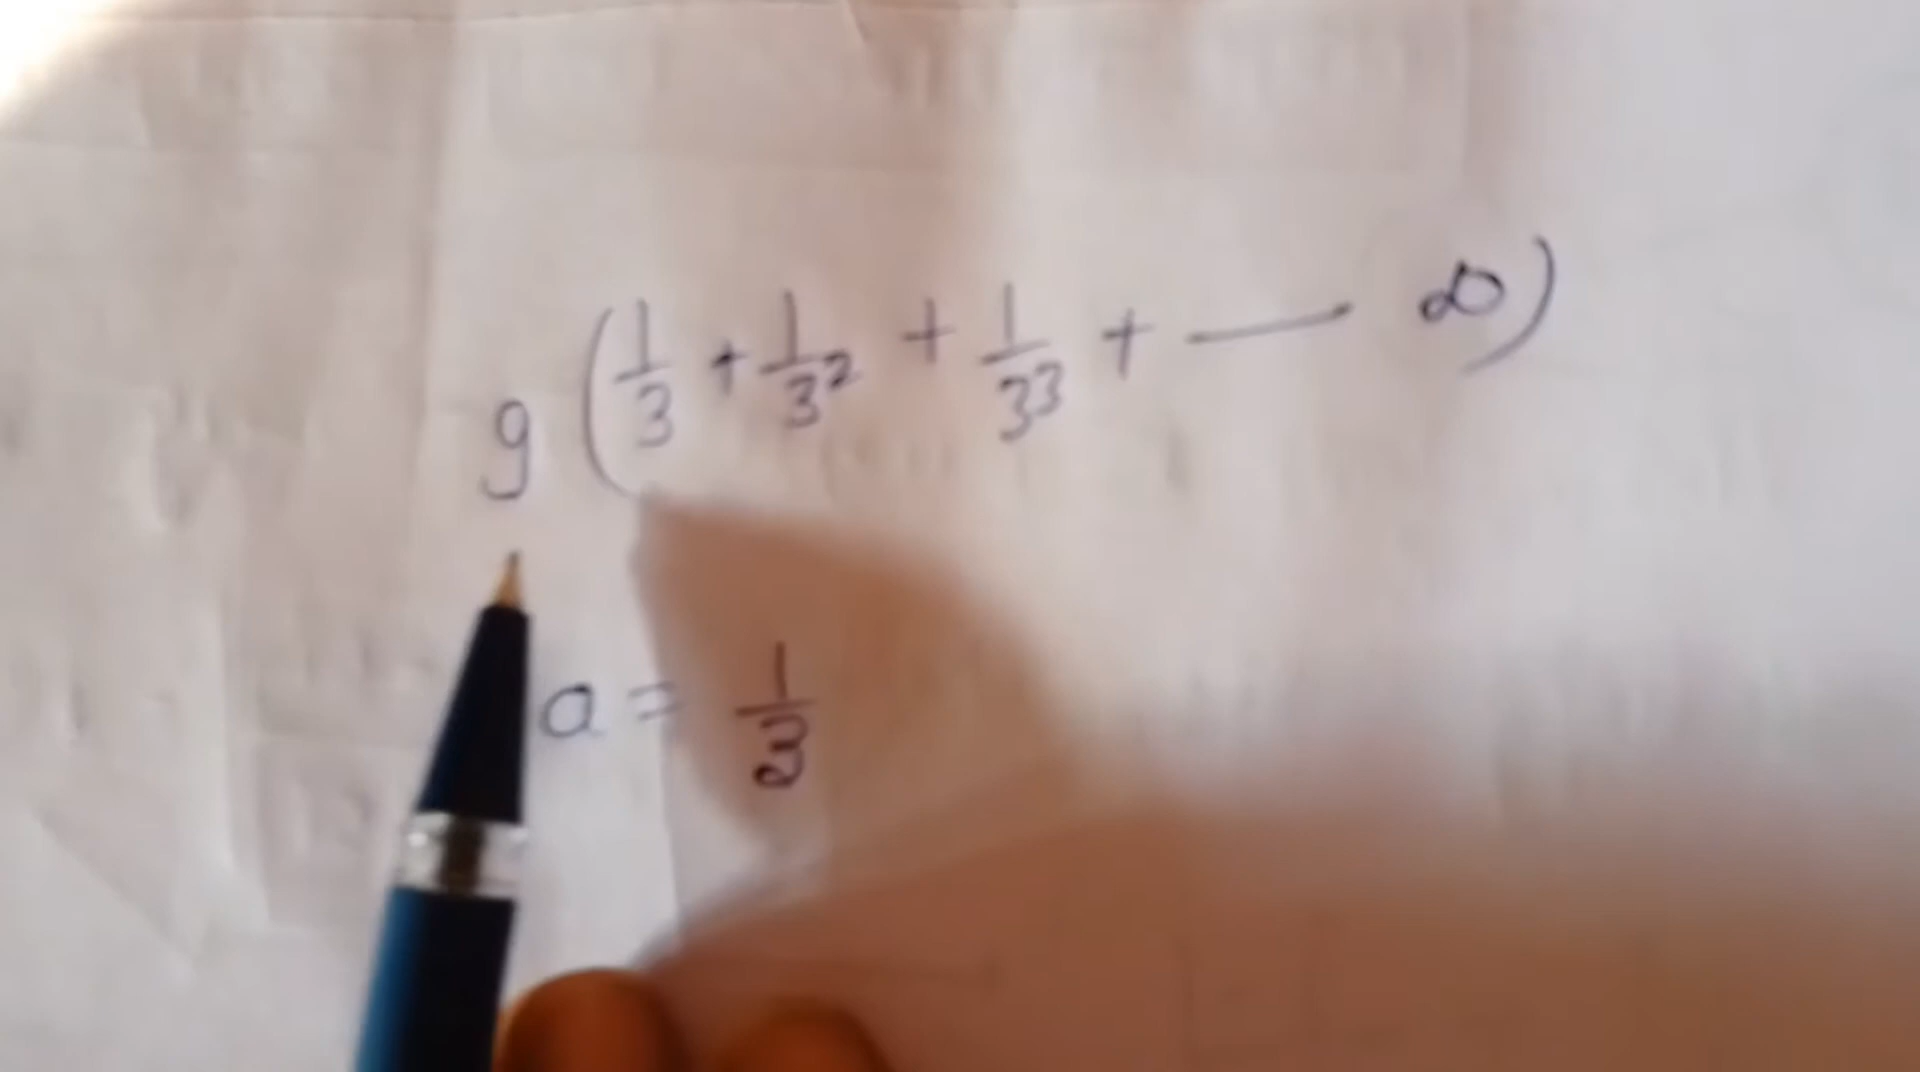 9 (1/3 + 1/3² + 1/3³ + — ∞)
a = 1/3